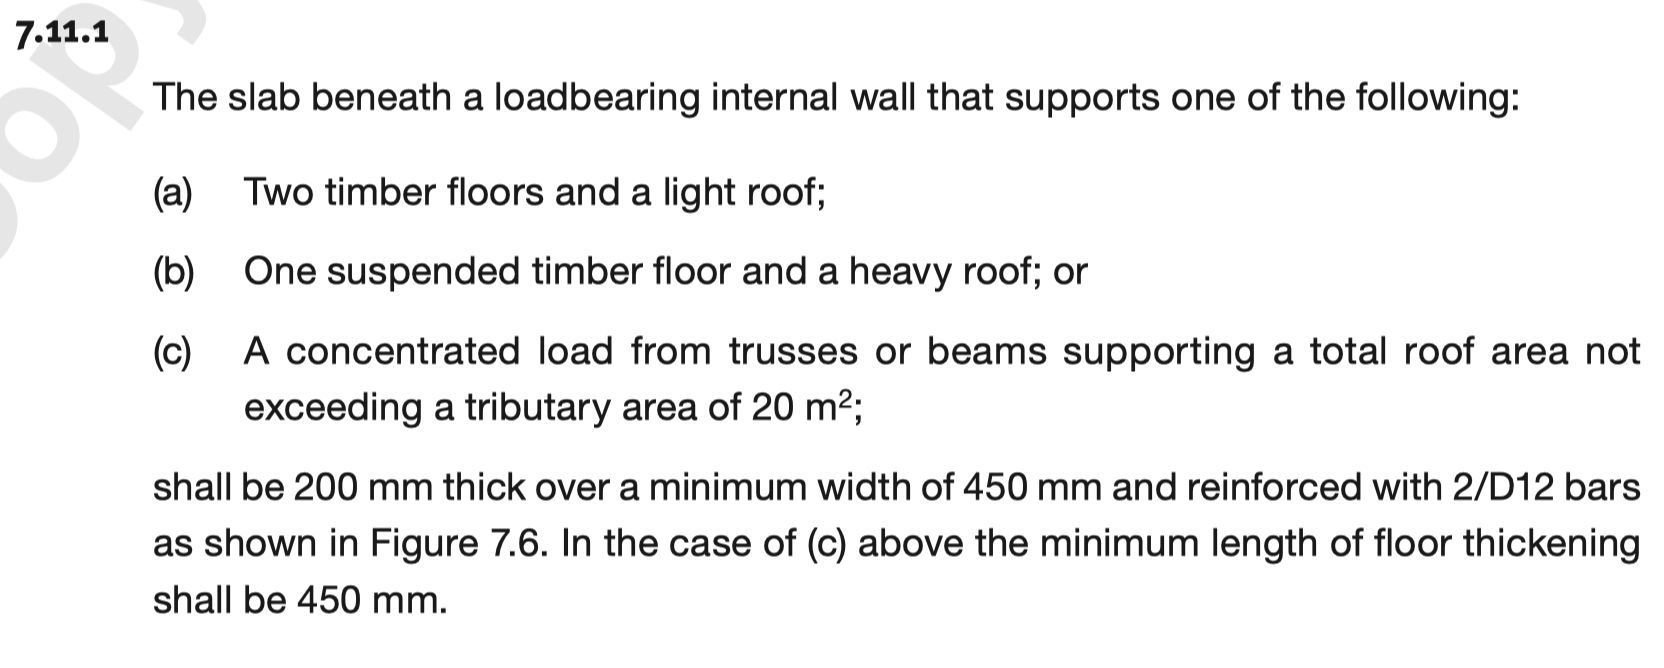 7.11.1
The slab beneath a loadbearing internal wall that supports one of the following:
(a) Two timber floors and a light roof;
(b) One suspended timber floor and a heavy roof; or
(c) A concentrated load from trusses or beams supporting a total roof area not
exceeding a tributary area of 20 m²;
shall be 200 mm thick over a minimum width of 450 mm and reinforced with 2/D12 bars
as shown in Figure 7.6. In the case of (c) above the minimum length of floor thickening
shall be 450 mm.